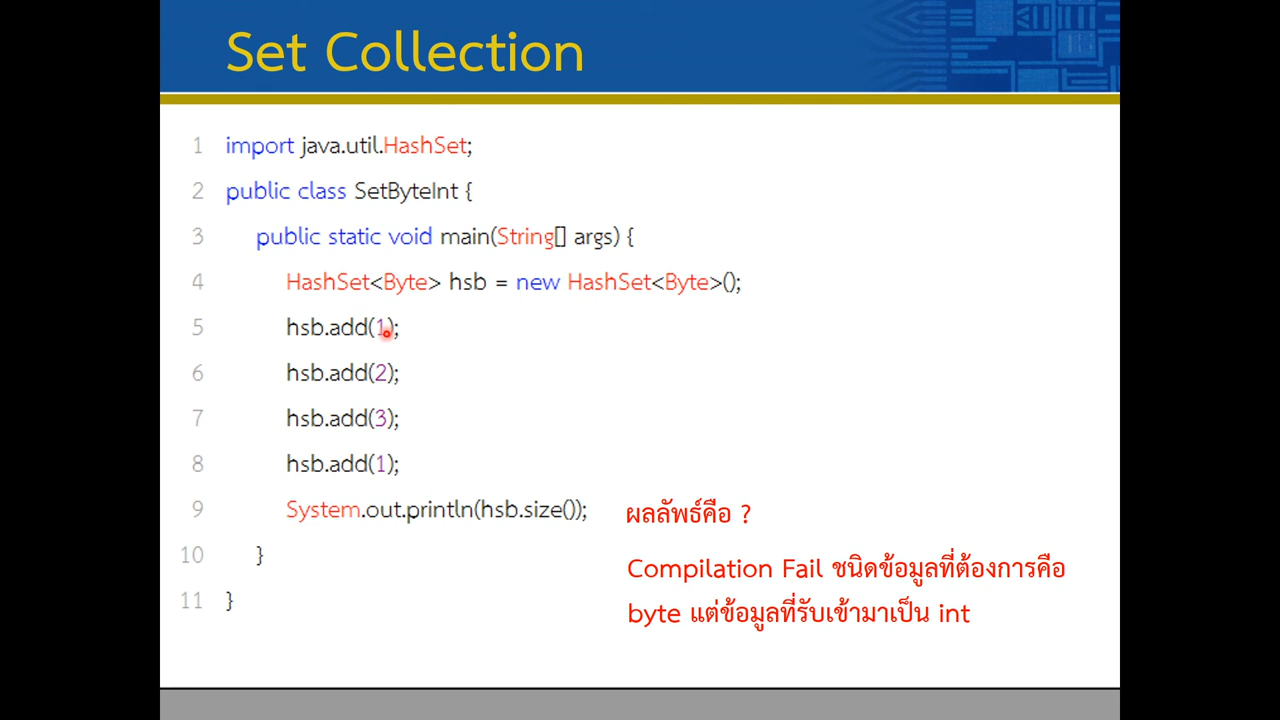 Set Collection
1 import java.util.HashSet;
2 public class SetByteInt {
3 public static void main(String[] args) {
4 HashSet<Byte> hsb = new HashSet<Byte>();
5 hsb.add(1);
6 hsb.add(2);
7 hsb.add(3);
8 hsb.add(1);
9 System.out.println(hsb.size()); ผลลัพธ์คือ ?
10 }
Compilation Fail ชนิดข้อมูลที่ต้องการคือ
11 }
byte แต่ข้อมูลที่รับเข้ามาเป็น int